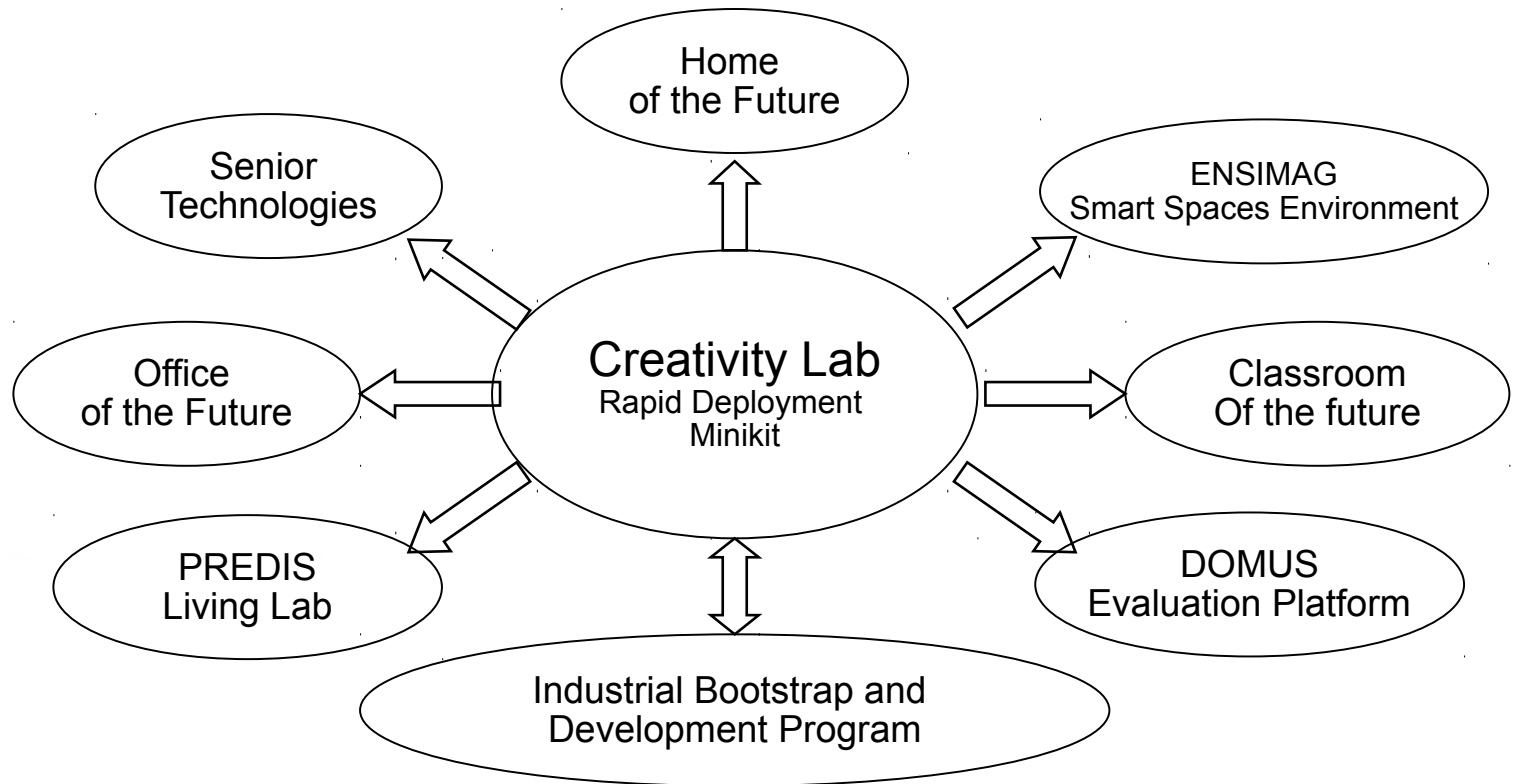 Home
of the Future
Senior
Technologies
ENSIMAG
Smart Spaces Environment
Creativity Lab
Rapid Deployment
Minikit
Office
of the Future
Classroom
Of the future
PREDIS
Living Lab
DOMUS
Evaluation Platform
Industrial Bootstrap and
Development Program